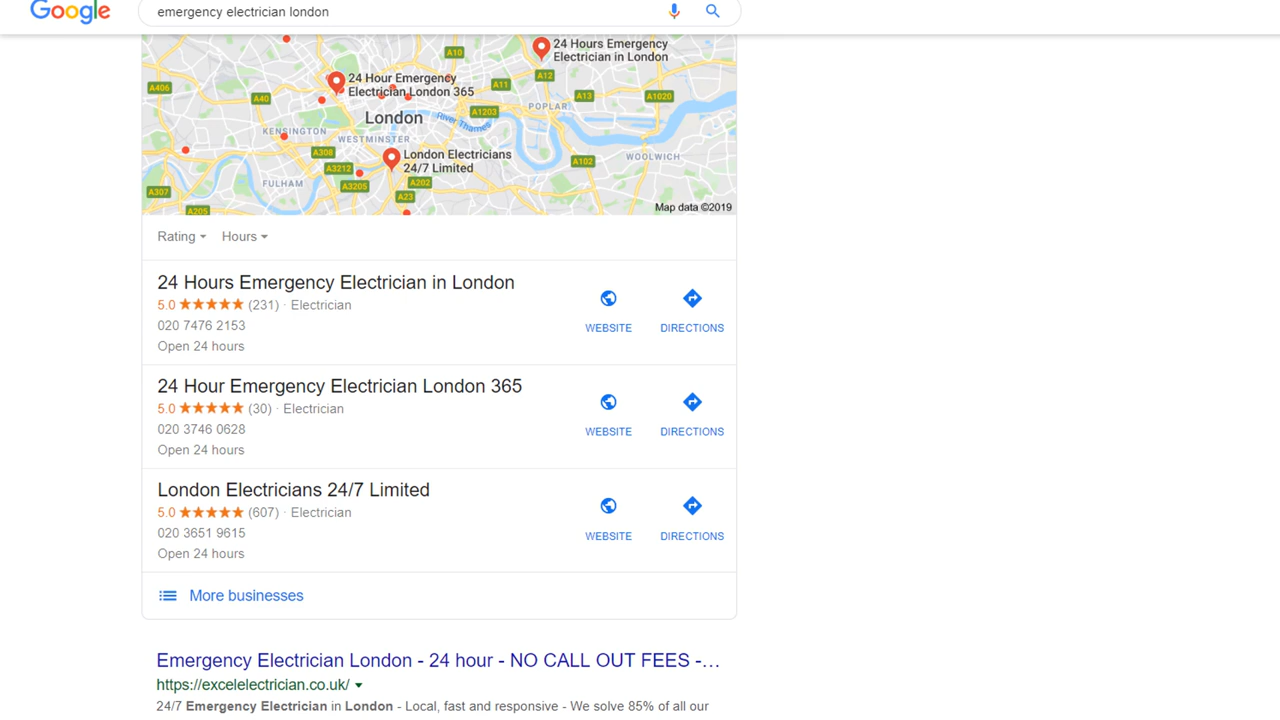 Google
emergency electrician london
24 Hours Emergency
Electrician in London
A10
A12
24 Hour Emergency
Electrician London 365
A406
A40
A11
A13
A1020
POPLAR
A1203
London
River Thames
KENSINGTON
WESTMINSTER
A308
London Electricians
24/7 Limited
A102
WOOLWICH
A3212
FULHAM
A3205
A202
A307
A23
A205
Map data ©2019
Rating
Hours
24 Hours Emergency Electrician in London
5.0 (231) · Electrician
020 7476 2153
Open 24 hours
WEBSITE
DIRECTIONS
24 Hour Emergency Electrician London 365
5.0 (30) · Electrician
020 3746 0628
Open 24 hours
WEBSITE
DIRECTIONS
London Electricians 24/7 Limited
5.0 (607) · Electrician
020 3651 9615
Open 24 hours
WEBSITE
DIRECTIONS
More businesses
Emergency Electrician London - 24 hour - NO CALL OUT FEES -...
https://excelelectrician.co.uk/
24/7 Emergency Electrician in London - Local, fast and responsive - We solve 85% of all our